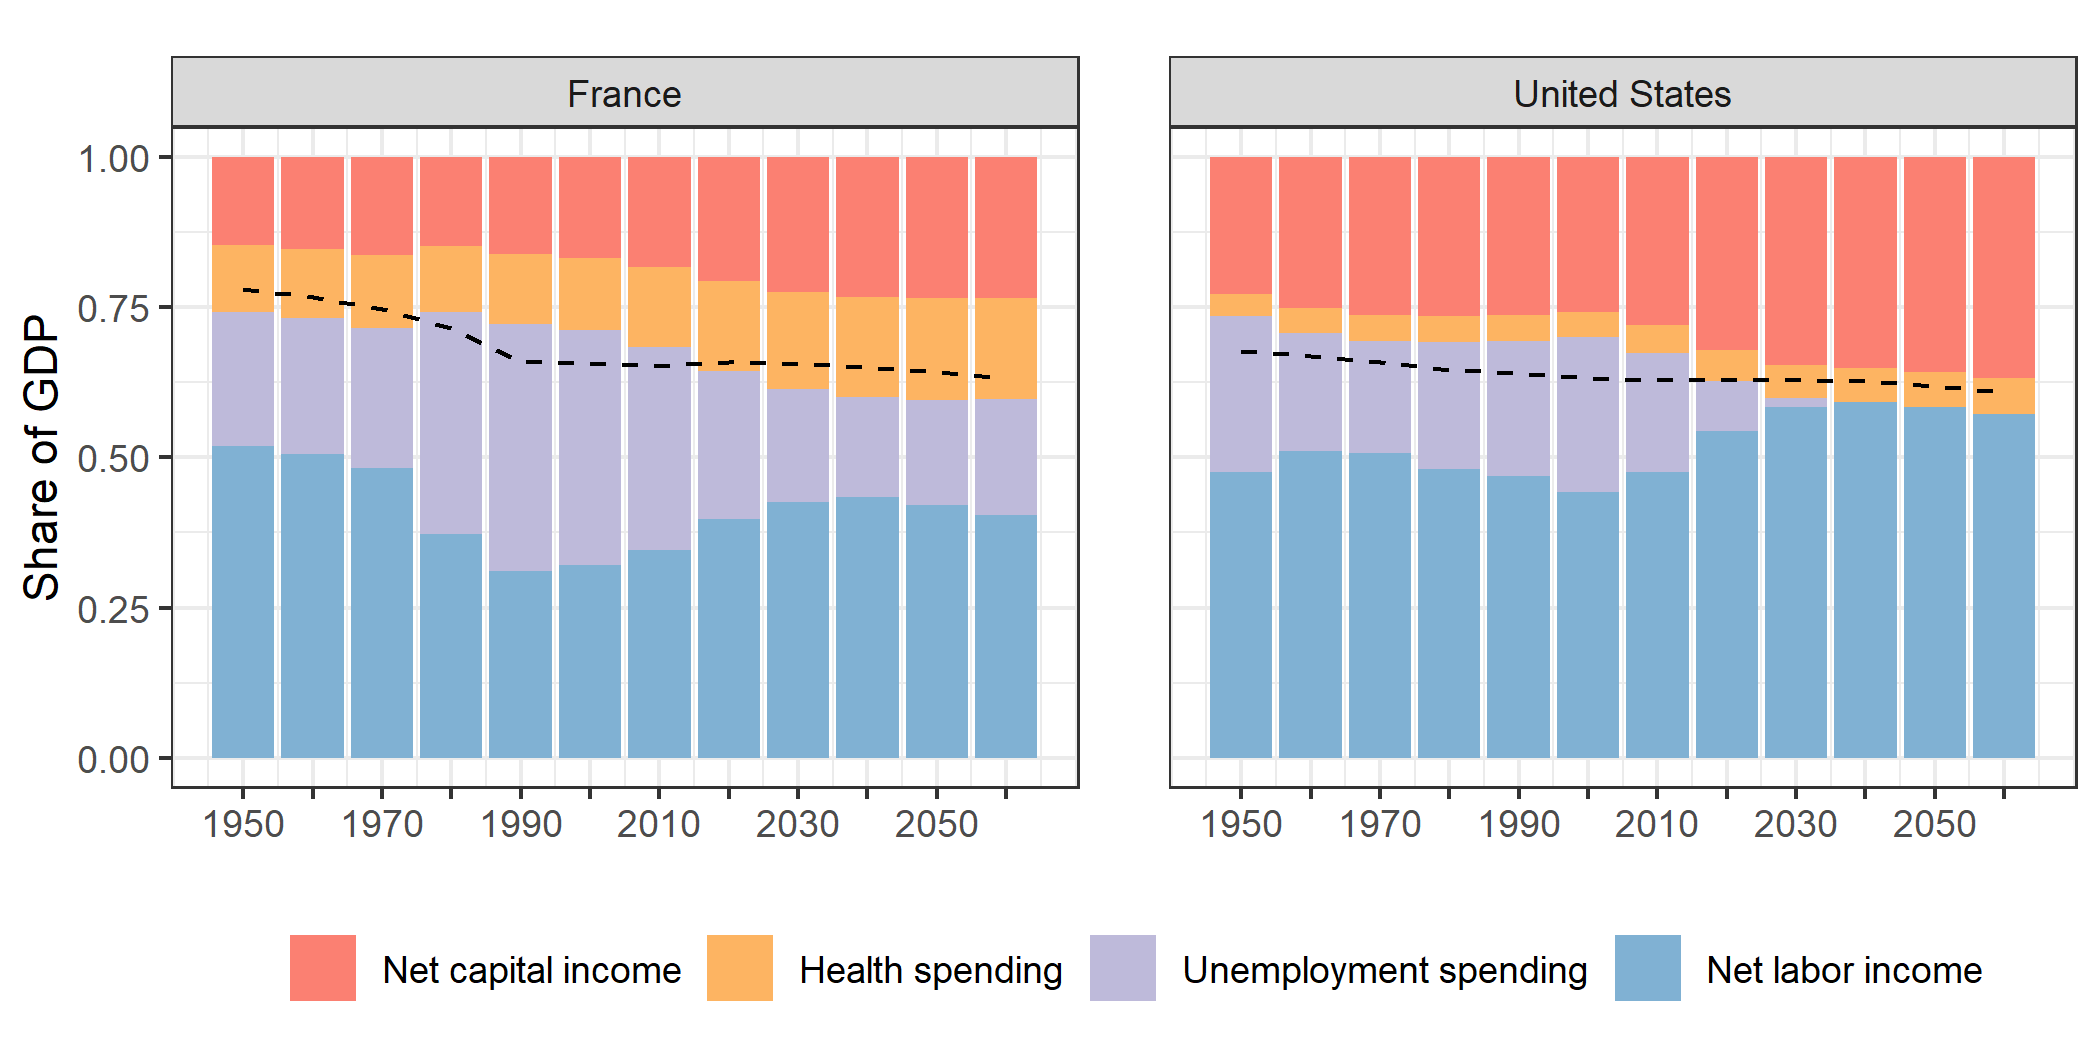 France
United States
Share of GDP
1.00
0.75
0.50
0.25
0.00
1950 1970 1990 2010 2030 2050
1950 1970 1990 2010 2030 2050
Net capital income Health spending Unemployment spending Net labor income